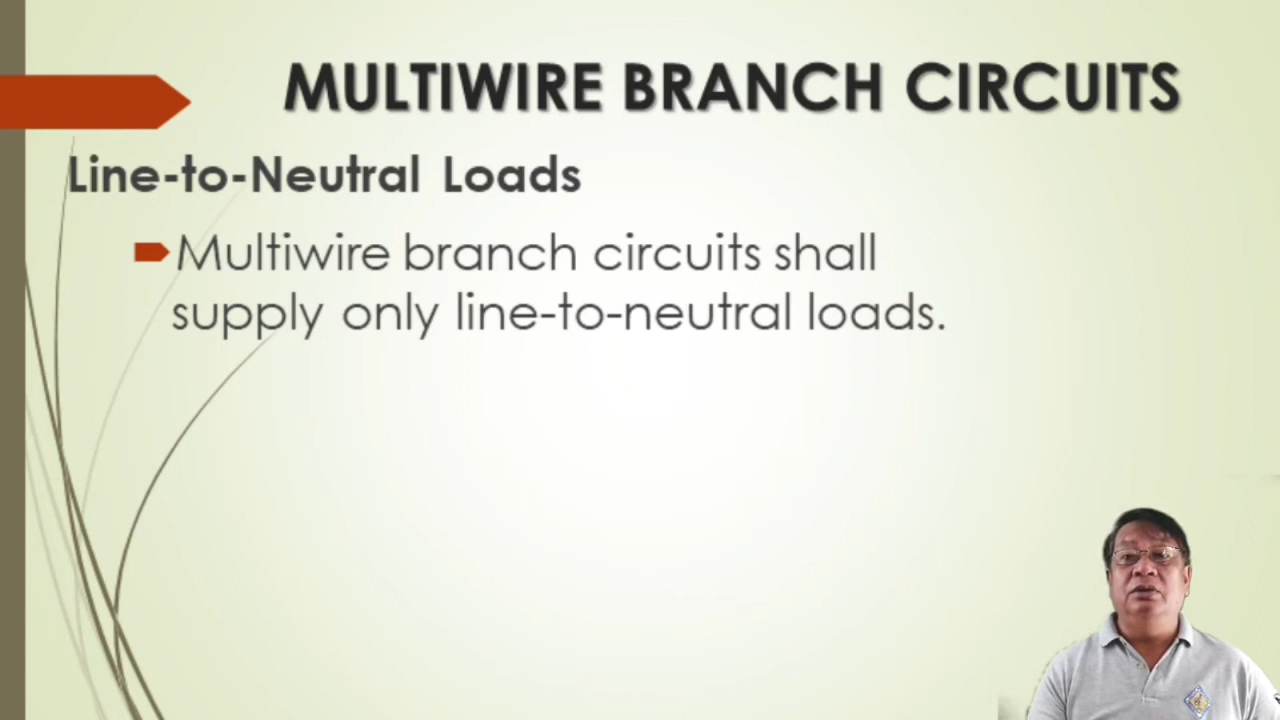 MULTIWIRE BRANCH CIRCUITS
Line-to-Neutral Loads
Multiwire branch circuits shall
supply only line-to-neutral loads.